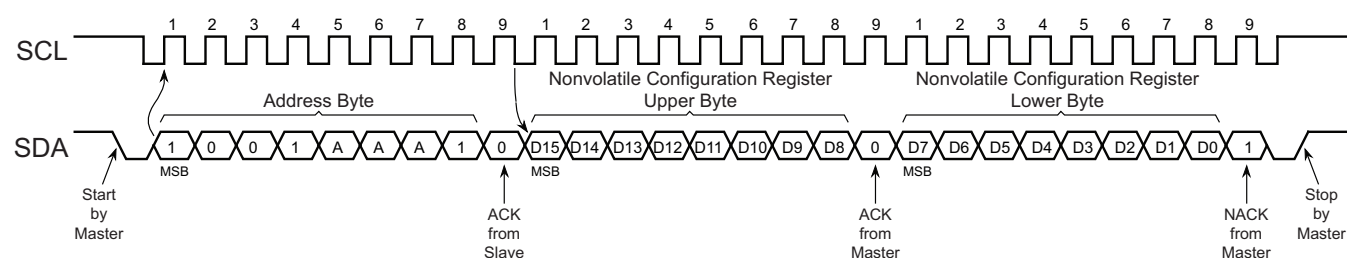 1 2 3 4 5 6 7 8 9 1 2 3 4 5 6 7 8 9 1 2 3 4 5 6 7 8 9
SCL
Nonvolatile Configuration Register
Upper Byte
Nonvolatile Configuration Register
Lower Byte
Address Byte
SDA
1 0 0 1 A A A 1 0 D15 D14 D13 D12 D11 D10 D9 D8 0 D7 D6 D5 D4 D3 D2 D1 D0 1
MSB
MSB
MSB
Start
by
Master
ACK
from
Slave
ACK
from
Master
NACK
from
Master
Stop
by
Master